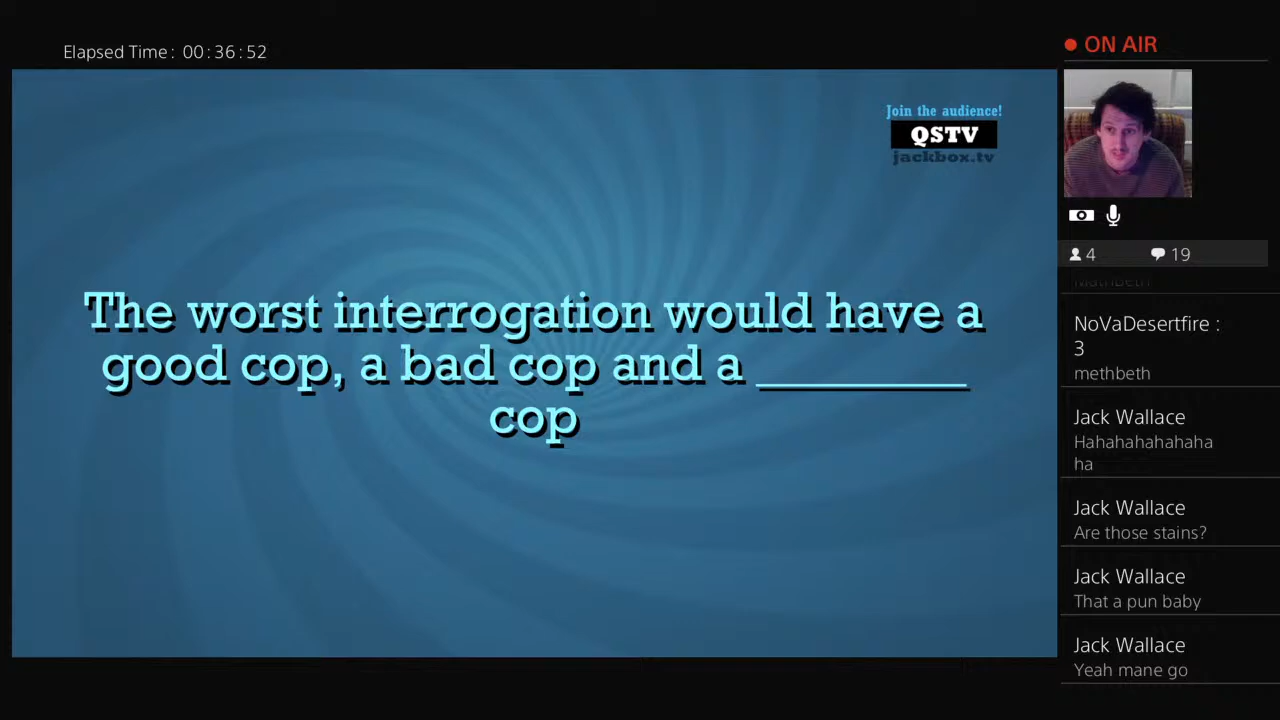 Elapsed Time: 00:36:52
ON AIR
Join the audience!
QSTV
jackbox.tv
The worst interrogation would have a
good cop, a bad cop and a ________
cop
4 19
MathBeth
NoVaDesertfire :
3
methbeth
Jack Wallace
Hahahahahahaha
ha
Jack Wallace
Are those stains?
Jack Wallace
That a pun baby
Jack Wallace
Yeah mane go